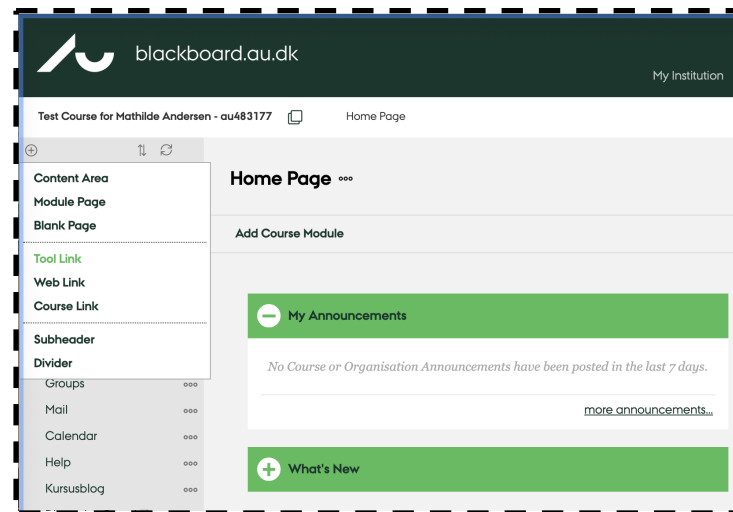 blackboard.au.dk
My Institution
Test Course for Mathilde Andersen - au483177
Home Page
Content Area
Module Page
Blank Page
Tool Link
Web Link
Course Link
Subheader
Divider
Groups
Mail
Calendar
Help
Kursusblog
Home Page
Add Course Module
My Announcements
No Course or Organisation Announcements have been posted in the last 7 days.
more announcements...
What's New